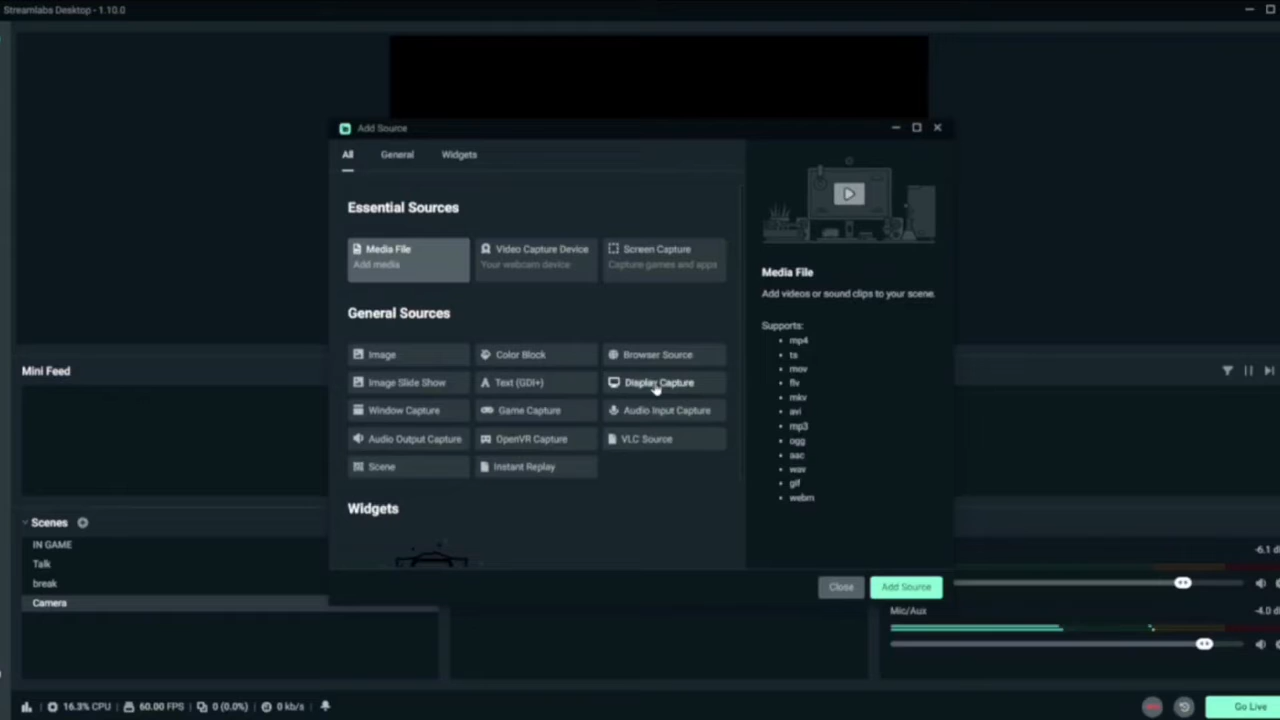 Streamlabs Desktop - 1.10.0
Add Source
All General Widgets
Essential Sources
Media File
Add media
Video Capture Device
Your webcam device
Screen Capture
Capture games and apps
General Sources
Image
Color Block
Browser Source
Image Slide Show
Text (GDI+)
Display Capture
Window Capture
Game Capture
Audio Input Capture
Audio Output Capture
OpenVR Capture
VLC Source
Scene
Instant Replay
Widgets
Media File
Add videos or sound clips to your scene.
Supports:
• mp4
• ts
• mov
• flv
• mkv
• avi
• mp3
• ogg
• aac
• wav
• gif
• webm
Close
Add Source
Mini Feed
Scenes
IN GAME
Talk
break
Camera
-6.1 d
Mic/Aux
-4.0 d
16.3% CPU
60.00 FPS
0 (0.0%)
0 kb/s
Go Live